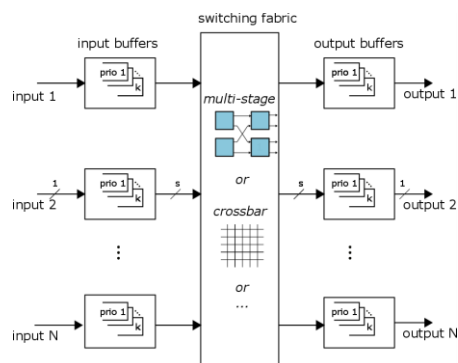 switching fabric
input buffers
output buffers
prio 1
k
prio 1
k
input 1
output 1
multi-stage
1
prio 1
k
s
or
s
prio 1
k
1
input 2
output 2
crossbar
...
...
or
...
prio 1
k
prio 1
k
input N
output N